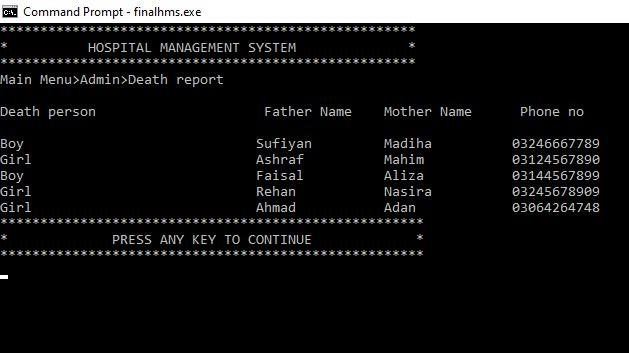 Command Prompt - finalhms.exe
****************************************************
* HOSPITAL MANAGEMENT SYSTEM *
****************************************************
Main Menu>Admin>Death report
Death person Father Name Mother Name Phone no
Boy Sufiyan Madiha 03246667789
Girl Ashraf Mahim 03124567890
Boy Faisal Aliza 03144567899
Girl Rehan Nasira 03245678909
Girl Ahmad Adan 03064264748
*****************************************************
* PRESS ANY KEY TO CONTINUE *
*****************************************************